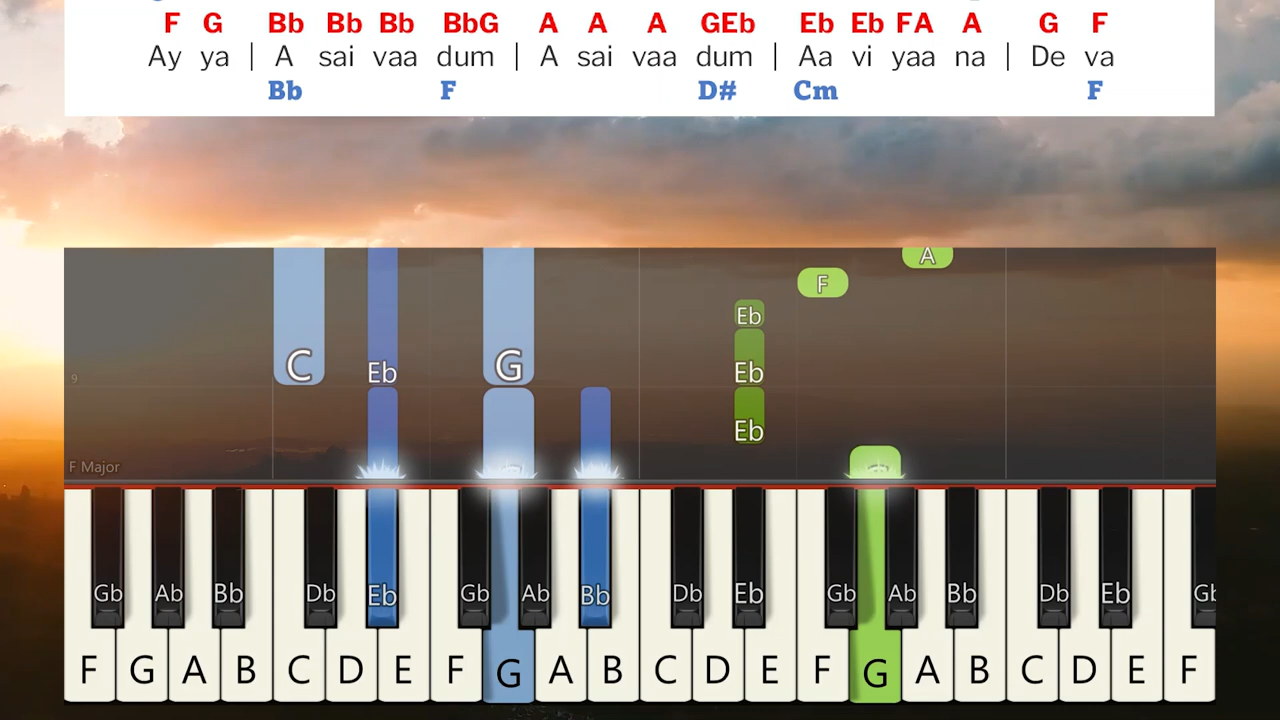 F G Bb Bb Bb BbG A A A GEb Eb Eb FA A G F
Ay ya | A sai vaa dum | A sai vaa dum | Aa vi yaa na | De va
Bb F D# Cm F
A
F
Eb
C Eb G Eb
9
Eb
F Major
Gb Ab Bb Db Eb Gb Ab Bb Db Eb Gb Ab Bb Db Eb Gb
F G A B C D E F G A B C D E F G A B C D E F